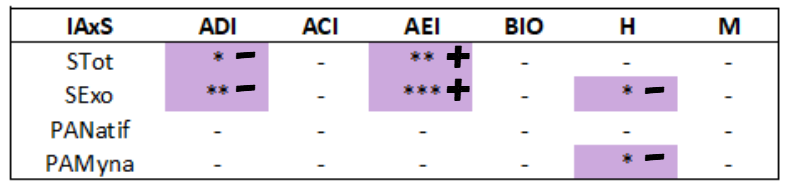 IAxS ADI ACI AEI BIO H M
STot * - - ** + - - -
SExo ** - - *** + - * - -
PANatif - - - - - -
PAMyna - - - - * - -